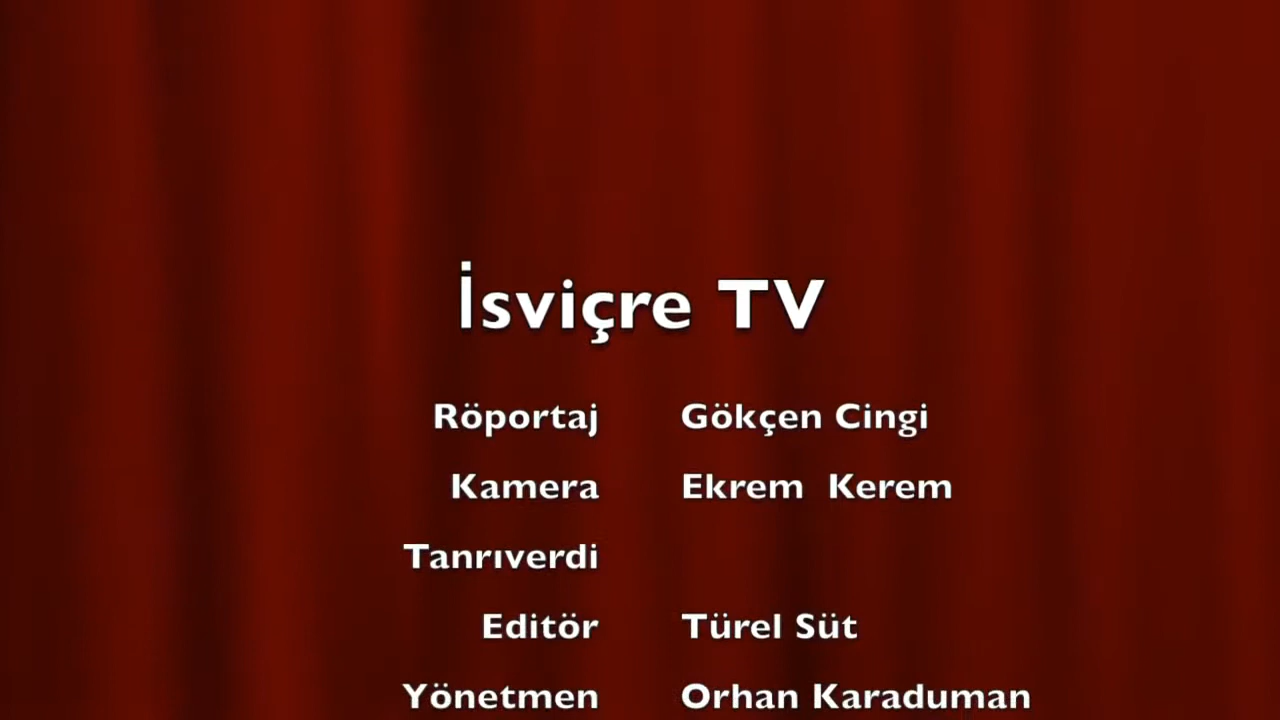 İsviçre TV
Röportaj Gökçen Cingi
Kamera Ekrem Kerem
Tanrıverdi
Editör Türel Süt
Yönetmen Orhan Karaduman